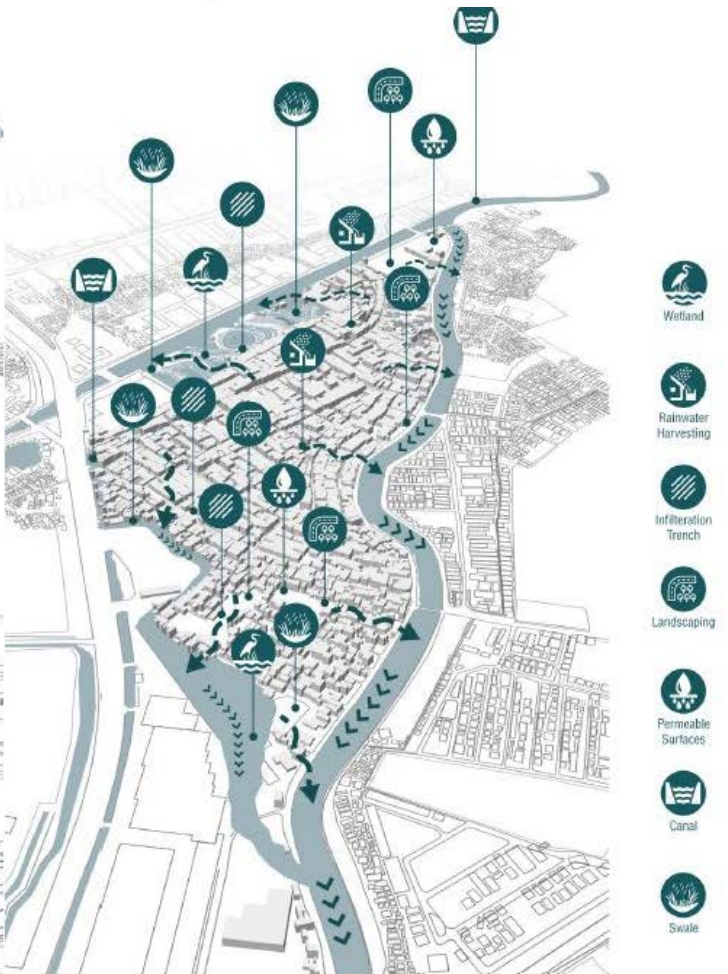 Wetland
Rainwater
Harvesting
Infilteration
Trench
Landscaping
Permeable
Surfaces
Canal
Swale